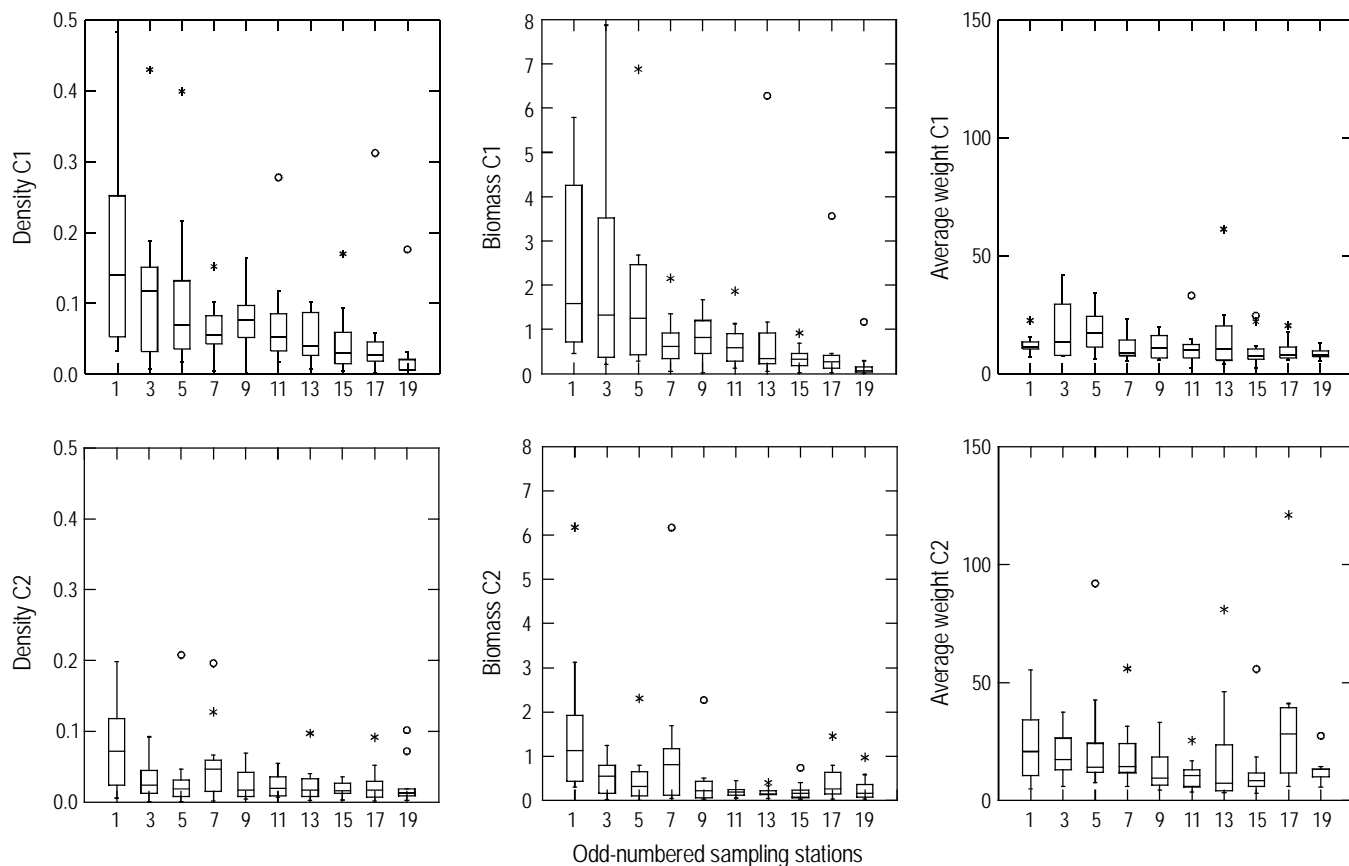 Density C1
0.5
0.4
0.3
0.2
0.1
0.0
1 3 5 7 9 11 13 15 17 19
Biomass C1
8
7
6
5
4
3
2
1
0
1 3 5 7 9 11 13 15 17 19
Average weight C1
150
100
50
0
1 3 5 7 9 11 13 15 17 19
Density C2
0.5
0.4
0.3
0.2
0.1
0.0
1 3 5 7 9 11 13 15 17 19
Biomass C2
8
7
6
5
4
3
2
1
0
1 3 5 7 9 11 13 15 17 19
Average weight C2
150
100
50
0
1 3 5 7 9 11 13 15 17 19
Odd-numbered sampling stations